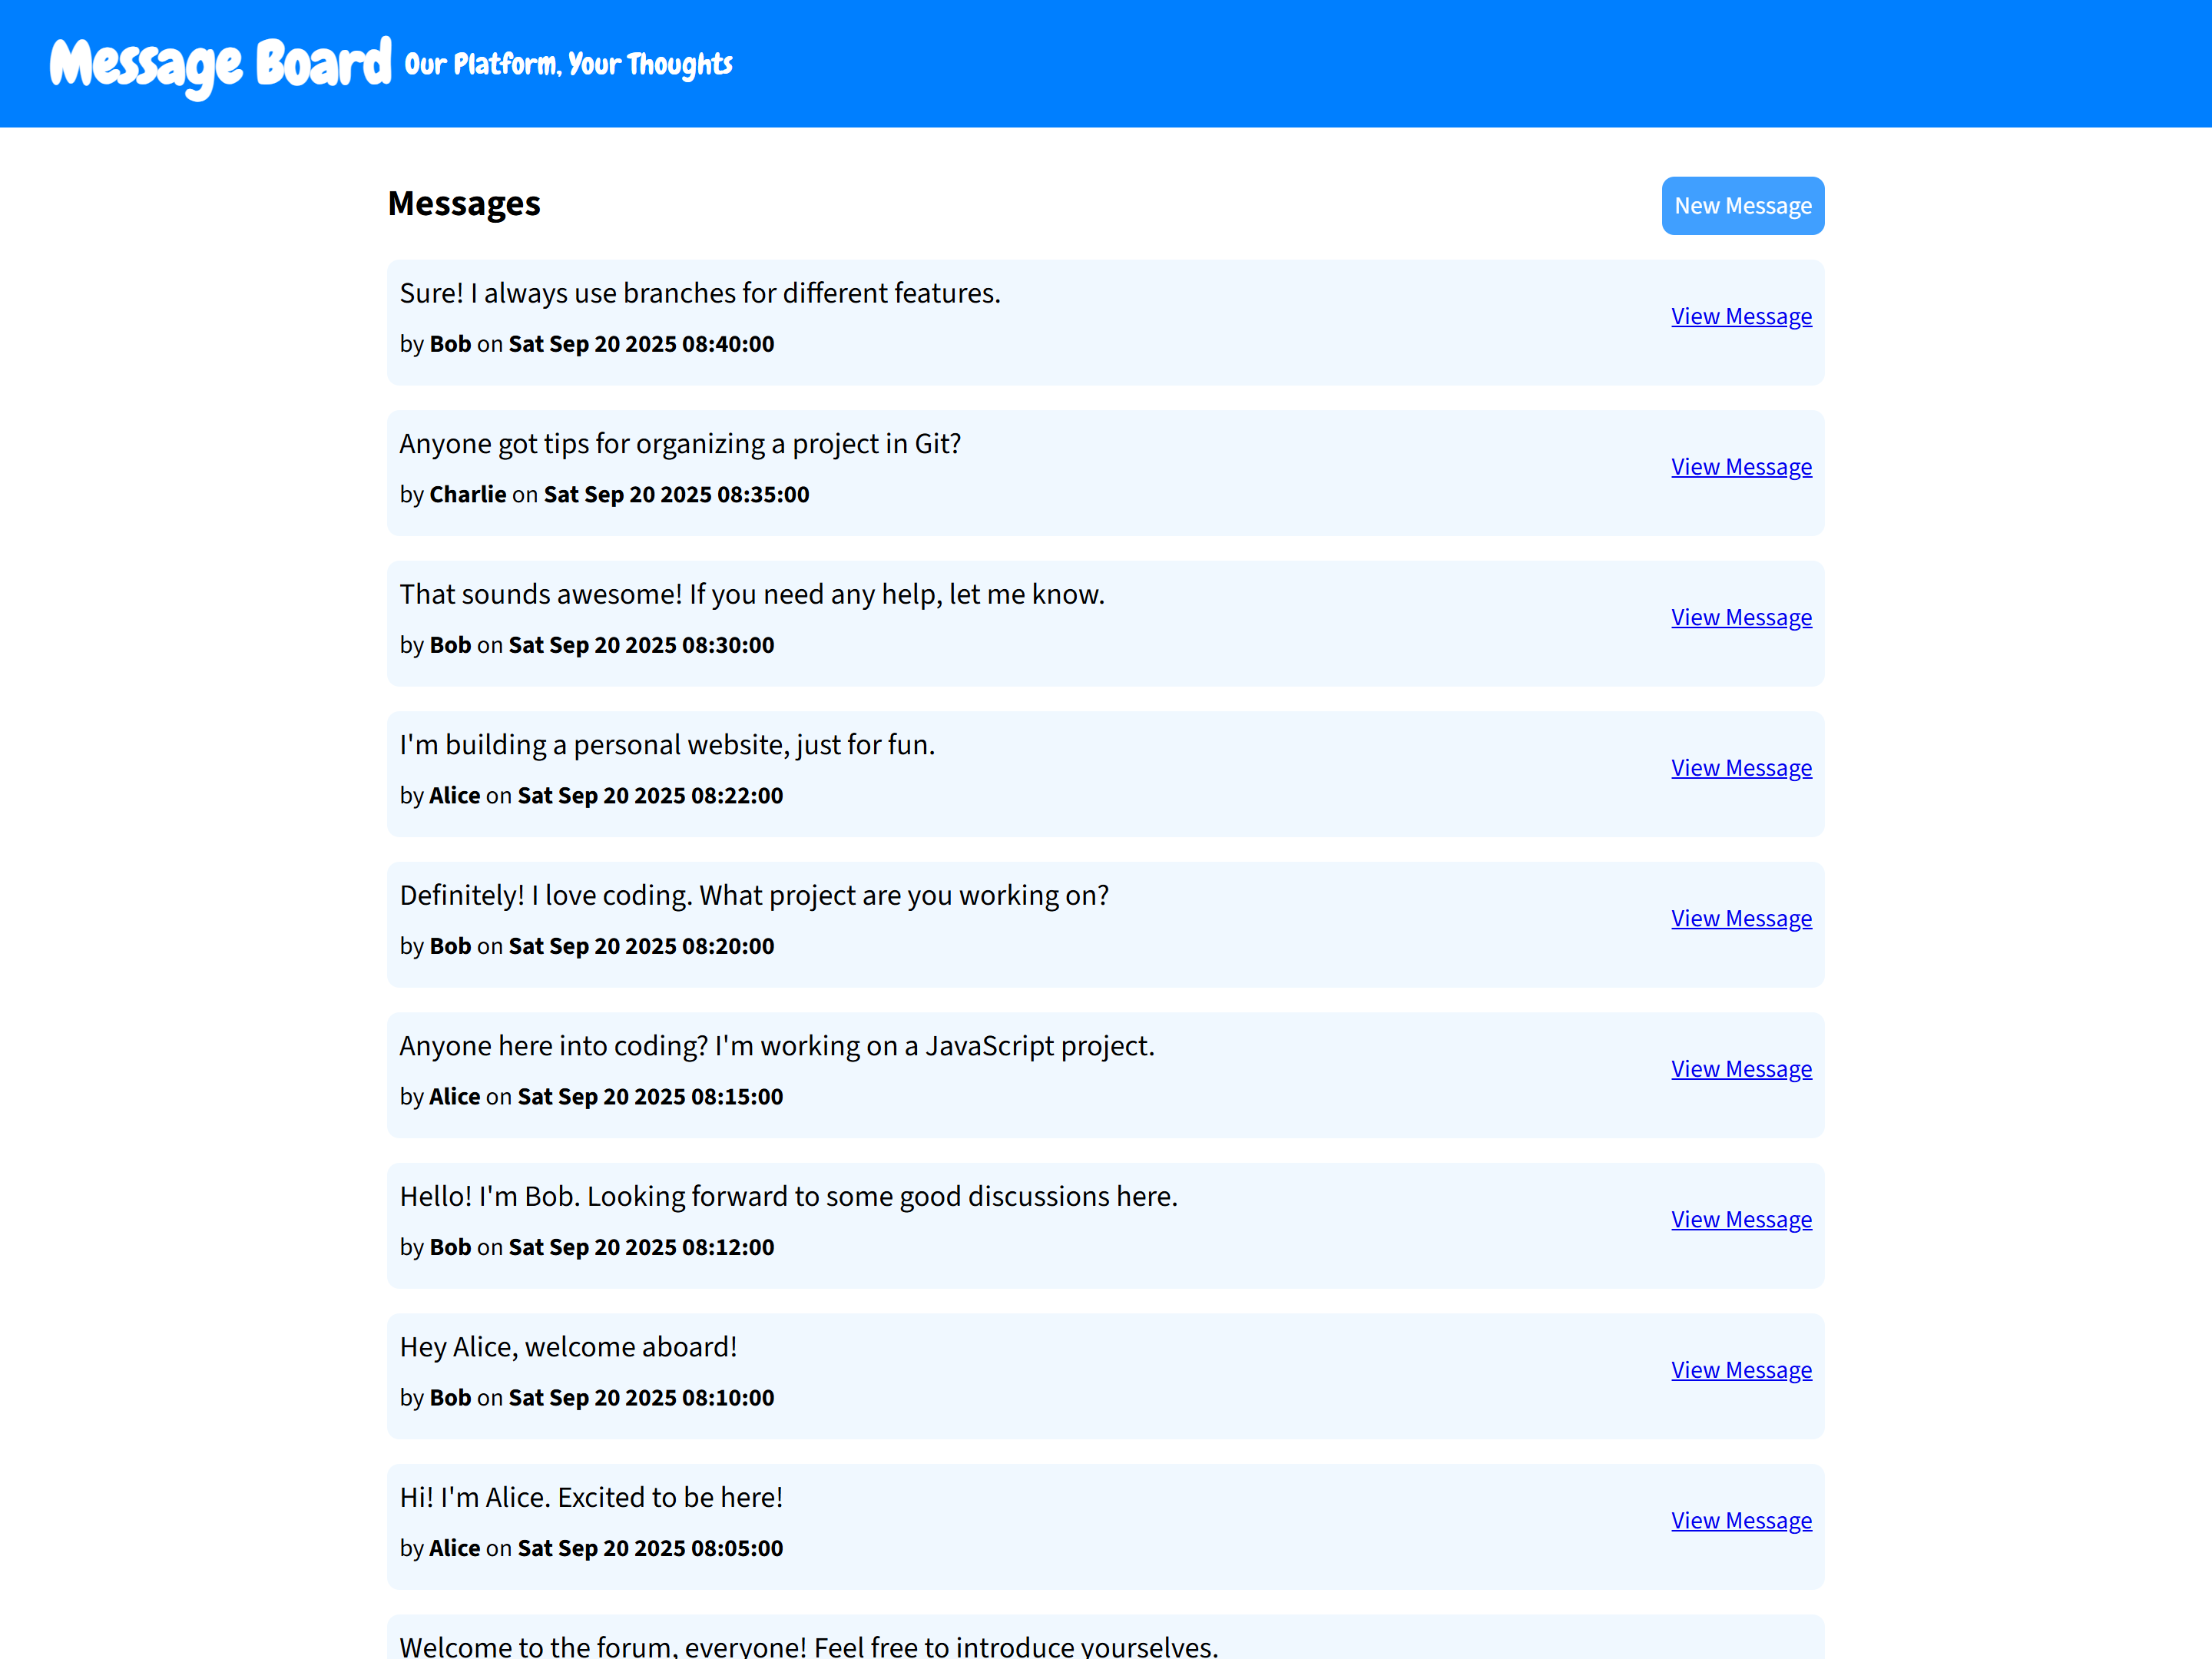 Message Board Our Platform, Your Thoughts
Messages New Message
Sure! I always use branches for different features.
View Message
by Bob on Sat Sep 20 2025 08:40:00
Anyone got tips for organizing a project in Git?
View Message
by Charlie on Sat Sep 20 2025 08:35:00
That sounds awesome! If you need any help, let me know.
View Message
by Bob on Sat Sep 20 2025 08:30:00
I'm building a personal website, just for fun.
View Message
by Alice on Sat Sep 20 2025 08:22:00
Definitely! I love coding. What project are you working on?
View Message
by Bob on Sat Sep 20 2025 08:20:00
Anyone here into coding? I'm working on a JavaScript project.
View Message
by Alice on Sat Sep 20 2025 08:15:00
Hello! I'm Bob. Looking forward to some good discussions here.
View Message
by Bob on Sat Sep 20 2025 08:12:00
Hey Alice, welcome aboard!
View Message
by Bob on Sat Sep 20 2025 08:10:00
Hi! I'm Alice. Excited to be here!
View Message
by Alice on Sat Sep 20 2025 08:05:00
Welcome to the forum, everyone! Feel free to introduce yourselves.